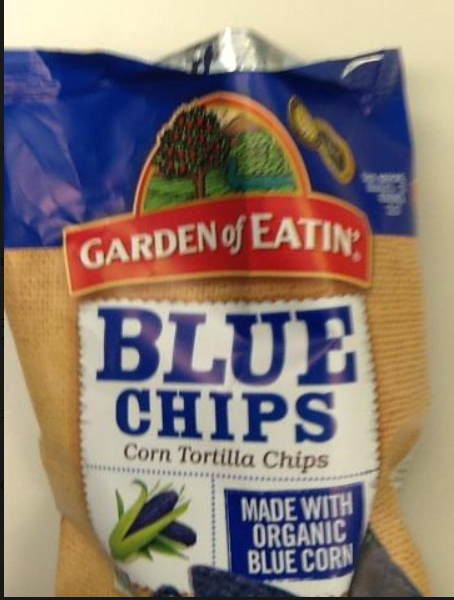 GARDEN of EATIN'®
BLUE
CHIPS
Corn Tortilla Chips
MADE WITH
ORGANIC
BLUE CORN